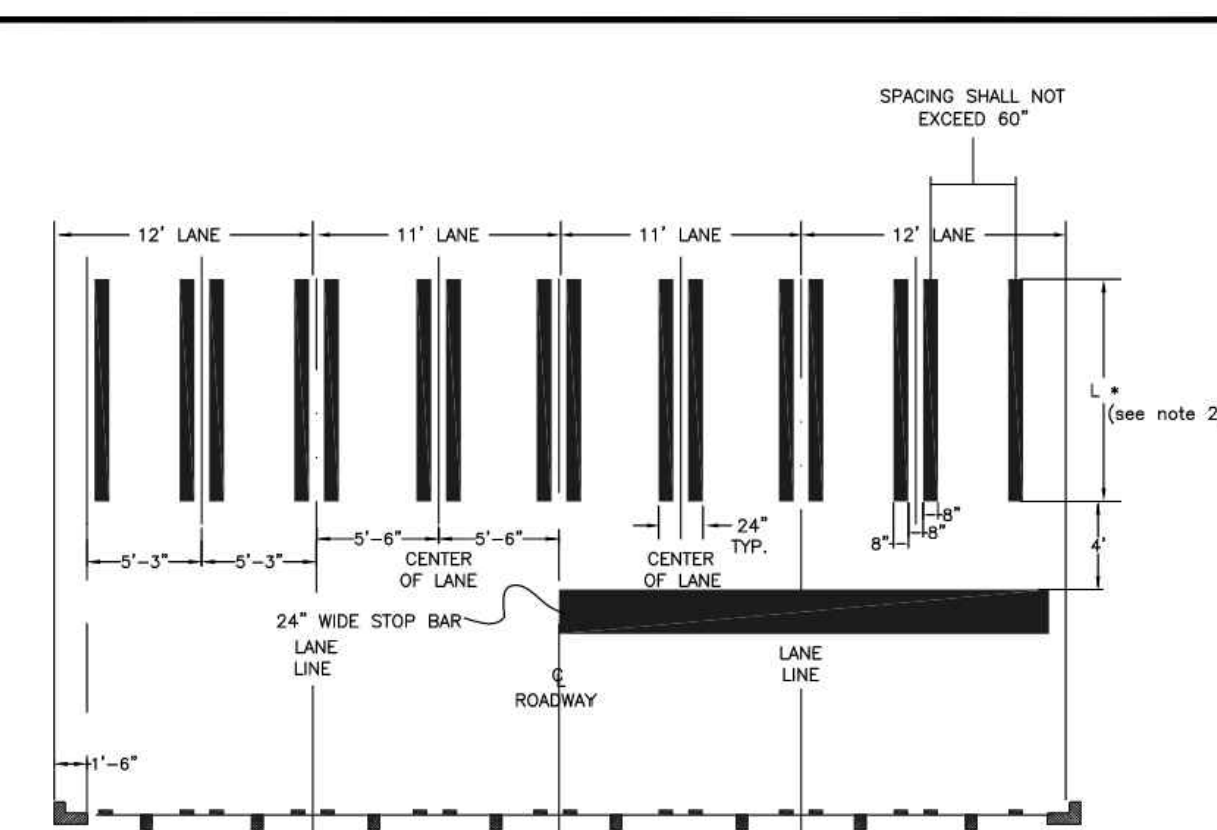 SPACING SHALL NOT
EXCEED 60"
12' LANE
11' LANE
11' LANE
12' LANE
L *
(see note 2
5'-3"
5'-3"
5'-6"
5'-6"
CENTER
OF LANE
CENTER
OF LANE
24"
TYP.
8"
8"
8"
4'
24" WIDE STOP BAR
LANE
LINE
℄
ROADWAY
LANE
LINE
1'-6"